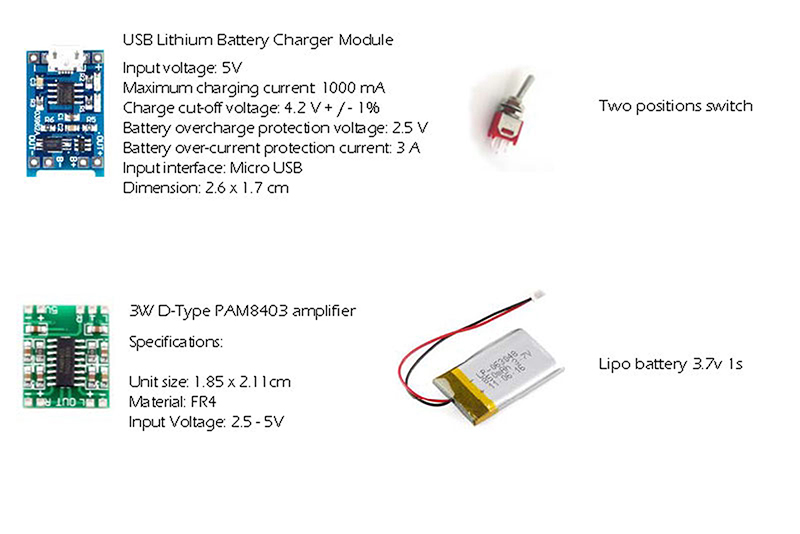 USB Lithium Battery Charger Module
Input voltage: 5V
Maximum charging current: 1000 mA
Charge cut-off voltage: 4.2 V + / - 1%
Battery overcharge protection voltage: 2.5 V
Battery over-current protection current: 3 A
Input interface: Micro USB
Dimension: 2.6 x 1.7 cm
Two positions switch
3W D-Type PAM8403 amplifier
Specifications:
Unit size: 1.85 x 2.11cm
Material: FR4
Input Voltage: 2.5 - 5V
L OUT R
Lipo battery 3.7v 1s